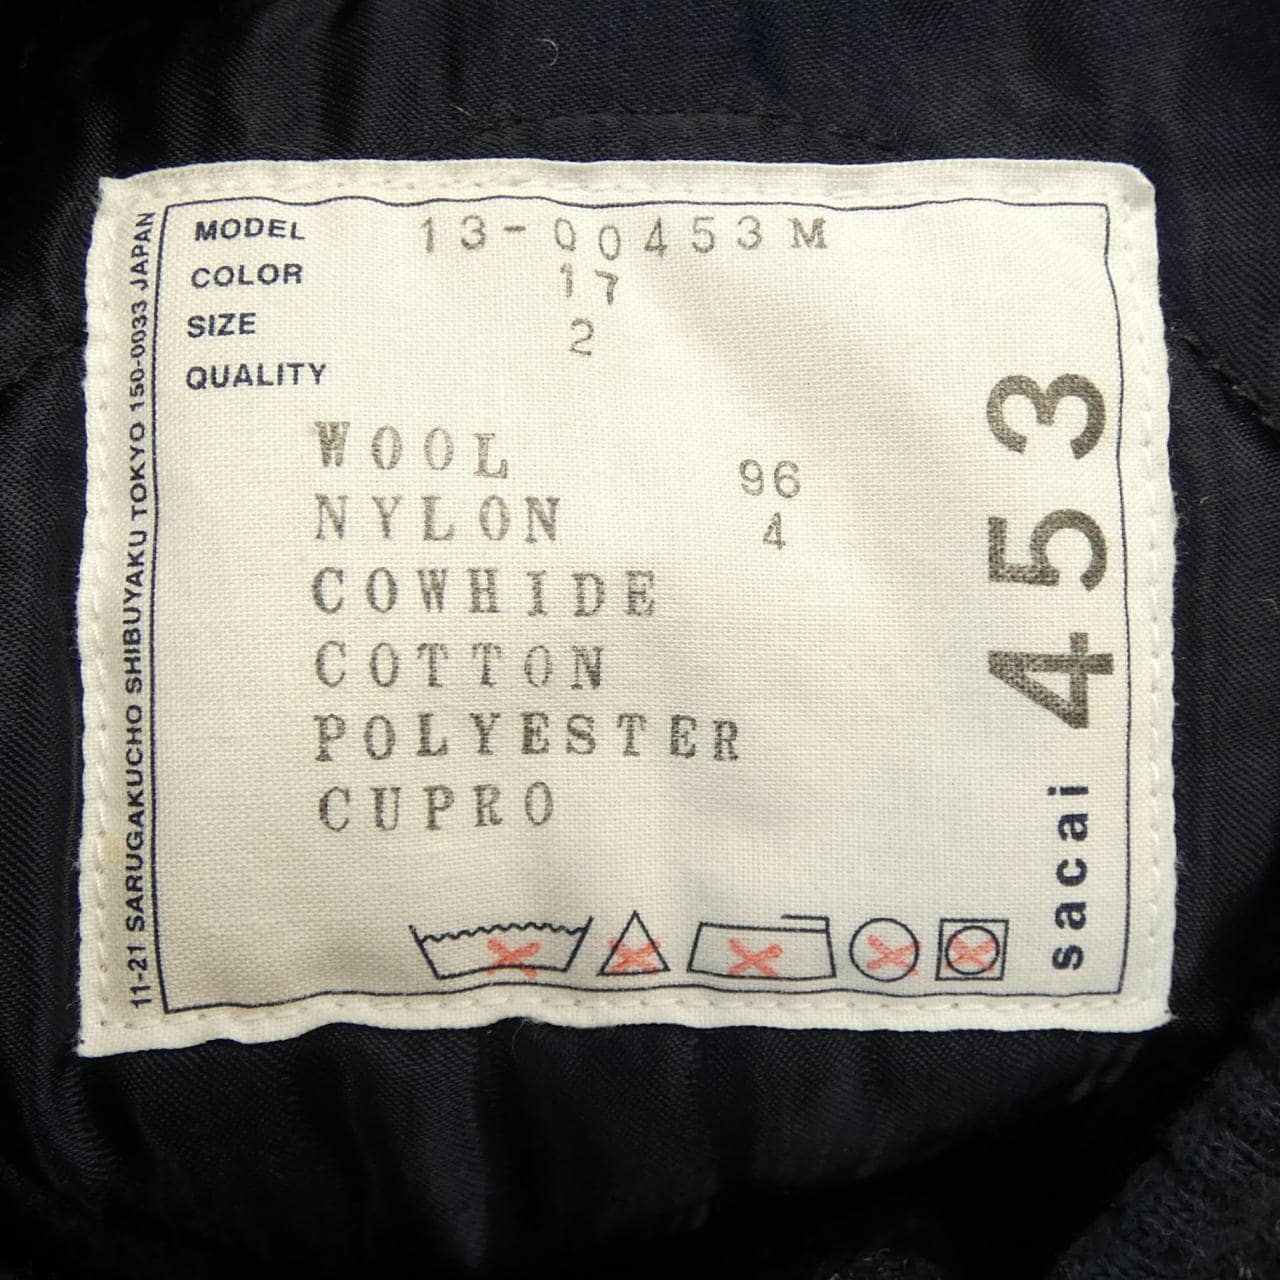 MODEL 13-00453M
COLOR 17
SIZE 2
QUALITY
WOOL 96
NYLON 4
COWHIDE
COTTON
POLYESTER
CUPRO
sacai 453
11-21 SARUGAKUCHO SHIBUYAKU TOKYO 150-0033 JAPAN